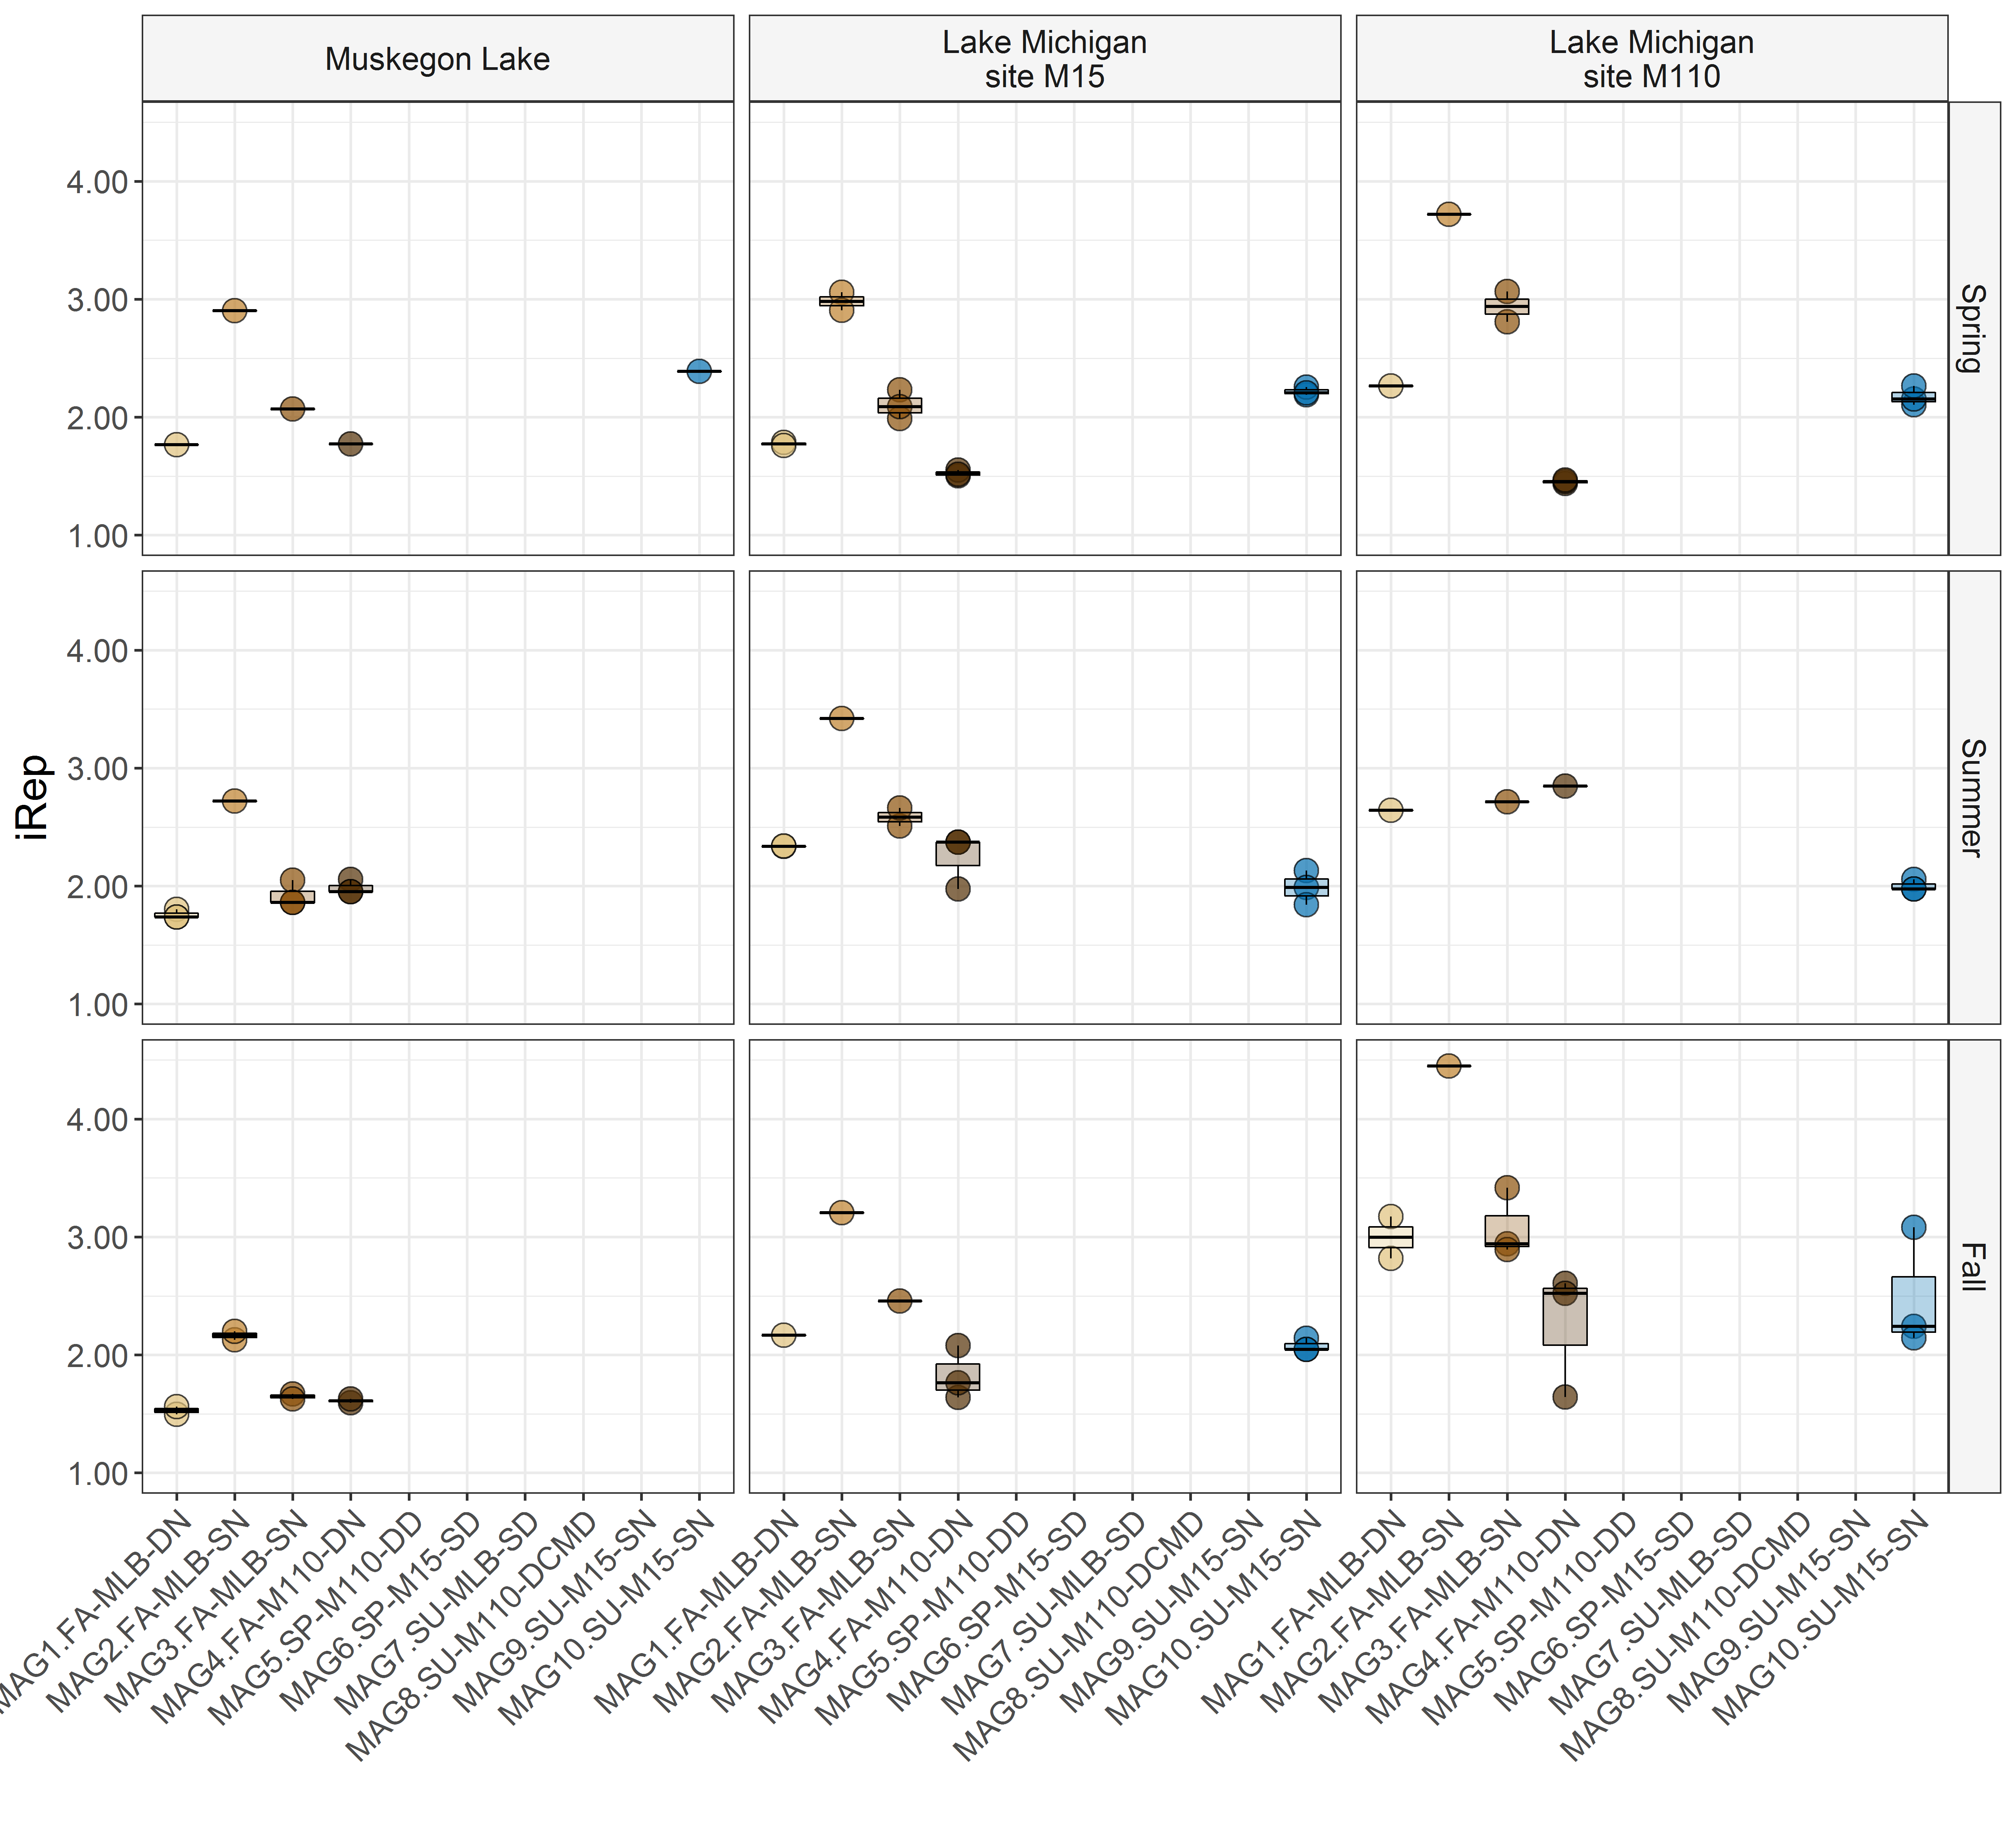 Muskegon Lake
Lake Michigan
site M15
Lake Michigan
site M110
4.00
3.00
2.00
1.00
Spring
4.00
3.00
2.00
1.00
Summer
iRep
4.00
3.00
2.00
1.00
Fall
MAG1.FA-MLB-DN
MAG2.FA-MLB-SN
MAG3.FA-MLB-SN
MAG4.FA-M110-DN
MAG5.SP-M110-DD
MAG6.SP-M15-SD
MAG7.SU-MLB-SD
MAG8.SU-M110-DCMD
MAG9.SU-M15-SN
MAG10.SU-M15-SN
MAG1.FA-MLB-DN
MAG2.FA-MLB-SN
MAG3.FA-MLB-SN
MAG4.FA-M110-DN
MAG5.SP-M110-DD
MAG6.SP-M15-SD
MAG7.SU-MLB-SD
MAG8.SU-M110-DCMD
MAG9.SU-M15-SN
MAG10.SU-M15-SN
MAG1.FA-MLB-DN
MAG2.FA-MLB-SN
MAG3.FA-MLB-SN
MAG4.FA-M110-DN
MAG5.SP-M110-DD
MAG6.SP-M15-SD
MAG7.SU-MLB-SD
MAG8.SU-M110-DCMD
MAG9.SU-M15-SN
MAG10.SU-M15-SN